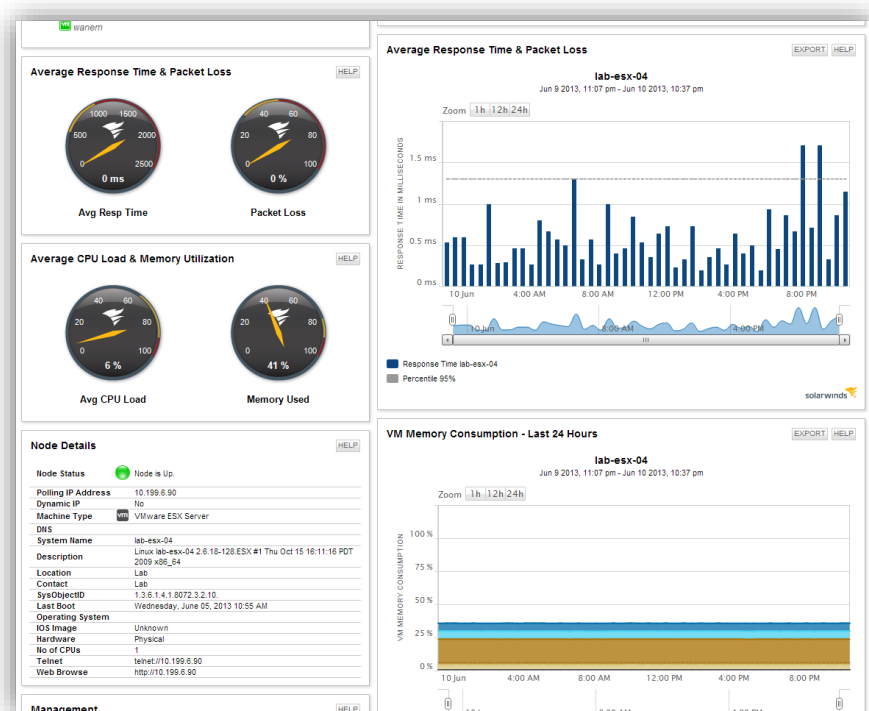 vm wanem
Average Response Time & Packet Loss HELP
0 500 1000 1500 2000 2500
0 ms
Avg Resp Time
0 20 40 60 80 100
0 %
Packet Loss
Average CPU Load & Memory Utilization HELP
0 20 40 60 80 100
6 %
Avg CPU Load
0 20 40 60 80 100
41 %
Memory Used
Node Details HELP
Node Status Node is Up.
Polling IP Address 10.199.6.90
Dynamic IP No
Machine Type vm VMware ESX Server
DNS
System Name lab-esx-04
Description Linux lab-esx-04 2.6.18-128.ESX #1 Thu Oct 15 16:11:16 PDT
2009 x86_64
Location Lab
Contact Lab
SysObjectID 1.3.6.1.4.1.8072.3.2.10.
Last Boot Wednesday, June 05, 2013 10:55 AM
Operating System
IOS Image Unknown
Hardware Physical
No of CPUs 1
Telnet telnet://10.199.6.90
Web Browse http://10.199.6.90
Management HELP
Average Response Time & Packet Loss EXPORT HELP
lab-esx-04
Jun 9 2013, 11:07 pm - Jun 10 2013, 10:37 pm
Zoom 1h 12h 24h
RESPONSE TIME IN MILLISECONDS
1.5 ms
1 ms
0.5 ms
0 ms
10 Jun 4:00 AM 8:00 AM 12:00 PM 4:00 PM 8:00 PM
10 Jun 8:00 AM 4:00 PM
Response Time lab-esx-04
Percentile 95%
solarwinds
VM Memory Consumption - Last 24 Hours EXPORT HELP
lab-esx-04
Jun 9 2013, 11:07 pm - Jun 10 2013, 10:37 pm
Zoom 1h 12h 24h
VM MEMORY CONSUMPTION
100 %
75 %
50 %
25 %
0 %
10 Jun 4:00 AM 8:00 AM 12:00 PM 4:00 PM 8:00 PM